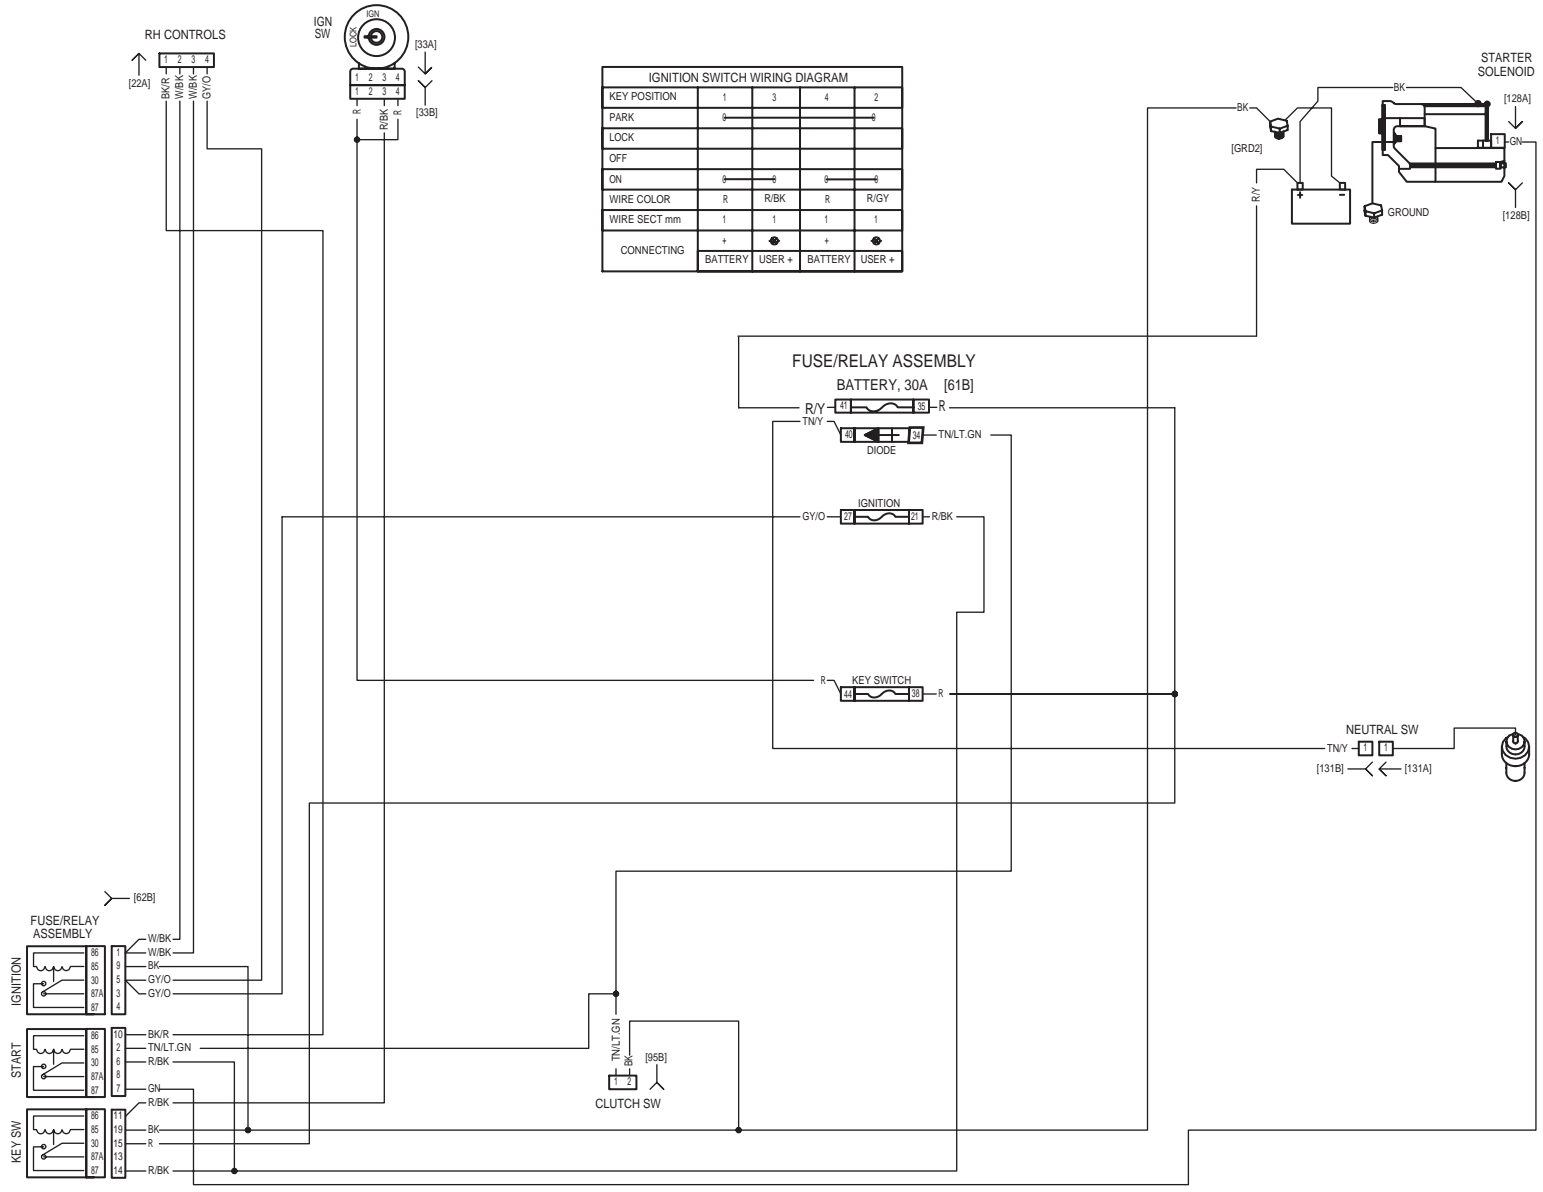 RH CONTROLS
1 2 3 4
[22A]
BK/R
W/BK
W/BK
GY/O
IGN
SW
IGN
LOCK
1 2 3 4
1 2 3 4
[33A]
[33B]
R
R/BK
R
IGNITION SWITCH WIRING DIAGRAM
KEY POSITION 1 3 4 2
PARK
LOCK
OFF
ON
WIRE COLOR R R/BK R R/GY
WIRE SECT mm 1 1 1 1
CONNECTING + +
BATTERY USER + BATTERY USER +
STARTER
SOLENOID
[128A]
BK
BK
1
GN
[GRD2]
R/Y
+ -
GROUND
[128B]
FUSE/RELAY ASSEMBLY
BATTERY, 30A [61B]
R/Y 41 35 R
TN/Y 40 34 TN/LT.GN
DIODE
IGNITION
GY/O 27 21 R/BK
KEY SWITCH
R 44 38 R
NEUTRAL SW
TN/Y 1 1
[131B] [131A]
[62B]
FUSE/RELAY
ASSEMBLY
IGNITION
W/BK
86 1 W/BK
85 9 BK
30 5 GY/O
87A 3 GY/O
87 4
START
86 10 BK/R
85 2 TN/LT.GN
30 6 R/BK
87A 8
87 7 GN
KEY SW
R/BK
86 11
85 19 BK
30 15 R
87A 13
87 14 R/BK
TN/LT.GN
BK
[95B]
1 2
CLUTCH SW